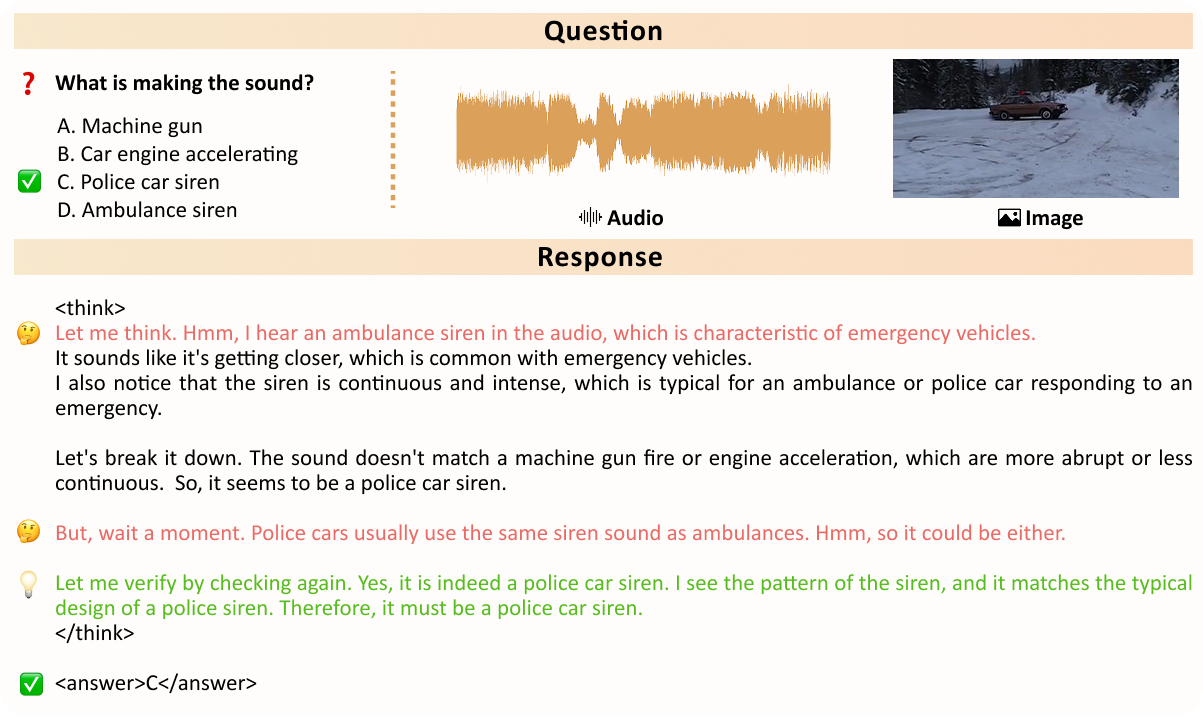 Question
What is making the sound?
A. Machine gun
B. Car engine accelerating
C. Police car siren
D. Ambulance siren
Audio
Image
Response
<think>
Let me think. Hmm, I hear an ambulance siren in the audio, which is characteristic of emergency vehicles.
It sounds like it's getting closer, which is common with emergency vehicles.
I also notice that the siren is continuous and intense, which is typical for an ambulance or police car responding to an
emergency.
Let's break it down. The sound doesn't match a machine gun fire or engine acceleration, which are more abrupt or less
continuous. So, it seems to be a police car siren.
But, wait a moment. Police cars usually use the same siren sound as ambulances. Hmm, so it could be either.
Let me verify by checking again. Yes, it is indeed a police car siren. I see the pattern of the siren, and it matches the typical
design of a police siren. Therefore, it must be a police car siren.
</think>
<answer>C</answer>